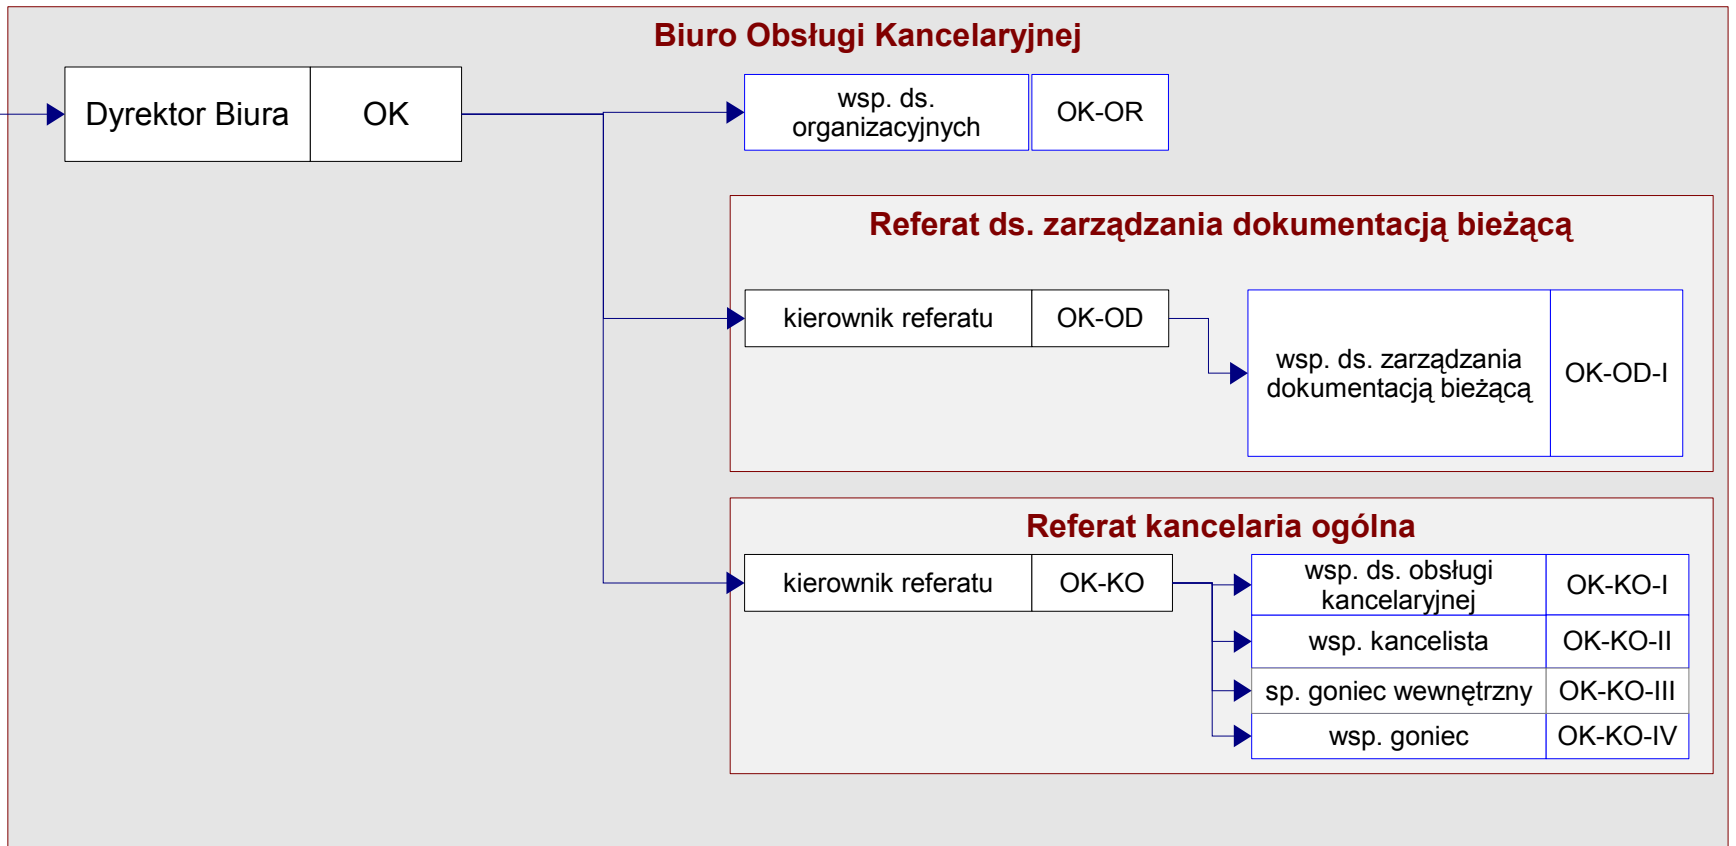 Biuro Obsługi Kancelaryjnej
Dyrektor Biura
OK
wsp. ds.
organizacyjnych
OK-OR
Referat ds. zarządzania dokumentacją bieżącą
kierownik referatu
OK-OD
wsp. ds. zarządzania
dokumentacją bieżącą
OK-OD-I
Referat kancelaria ogólna
kierownik referatu
OK-KO
wsp. ds. obsługi
kancelaryjnej
OK-KO-I
wsp. kancelista
OK-KO-II
sp. goniec wewnętrzny
OK-KO-III
wsp. goniec
OK-KO-IV